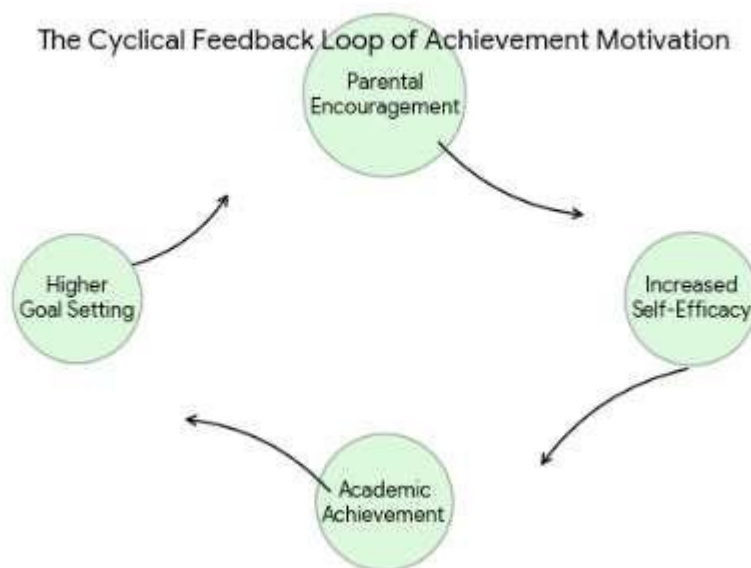 The Cyclical Feedback Loop of Achievement Motivation
Parental
Encouragement
Higher
Goal Setting
Increased
Self-Efficacy
Academic
Achievement